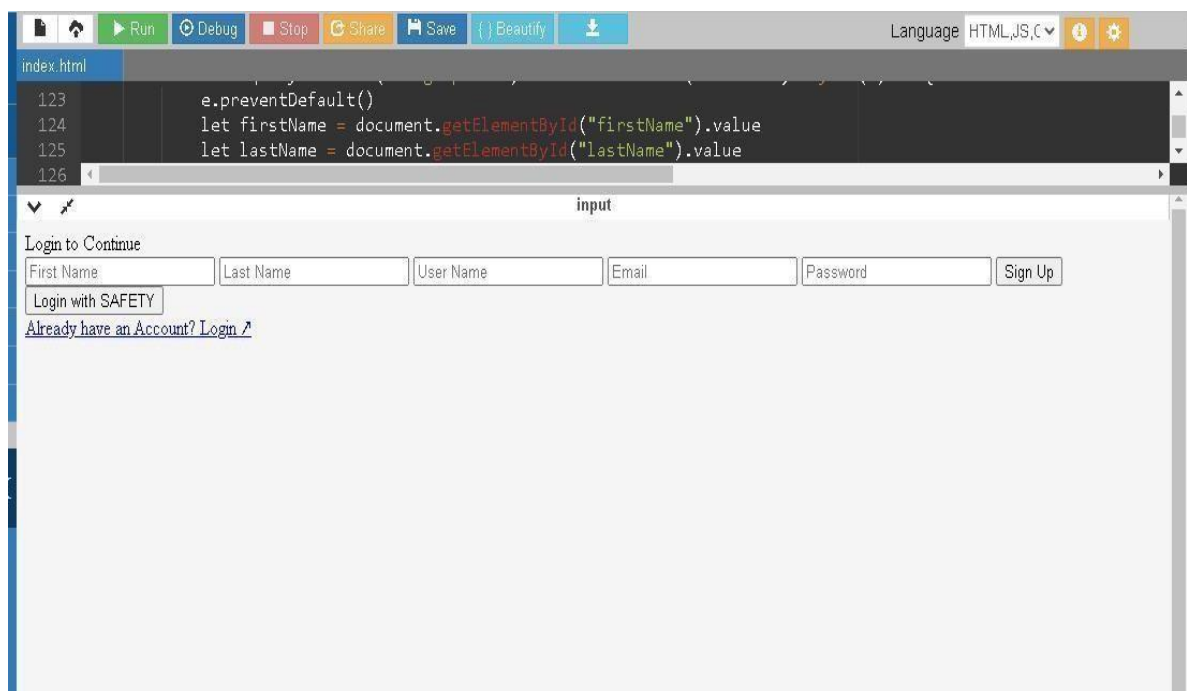 Run Debug Stop Share Save { } Beautify Language HTML,JS,C
index.html
123 e.preventDefault()
124 let firstName = document.getElementById("firstName").value
125 let lastName = document.getElementById("lastName").value
126
input
Login to Continue
First Name Last Name User Name Email Password Sign Up
Login with SAFETY
Already have an Account? Login ↗